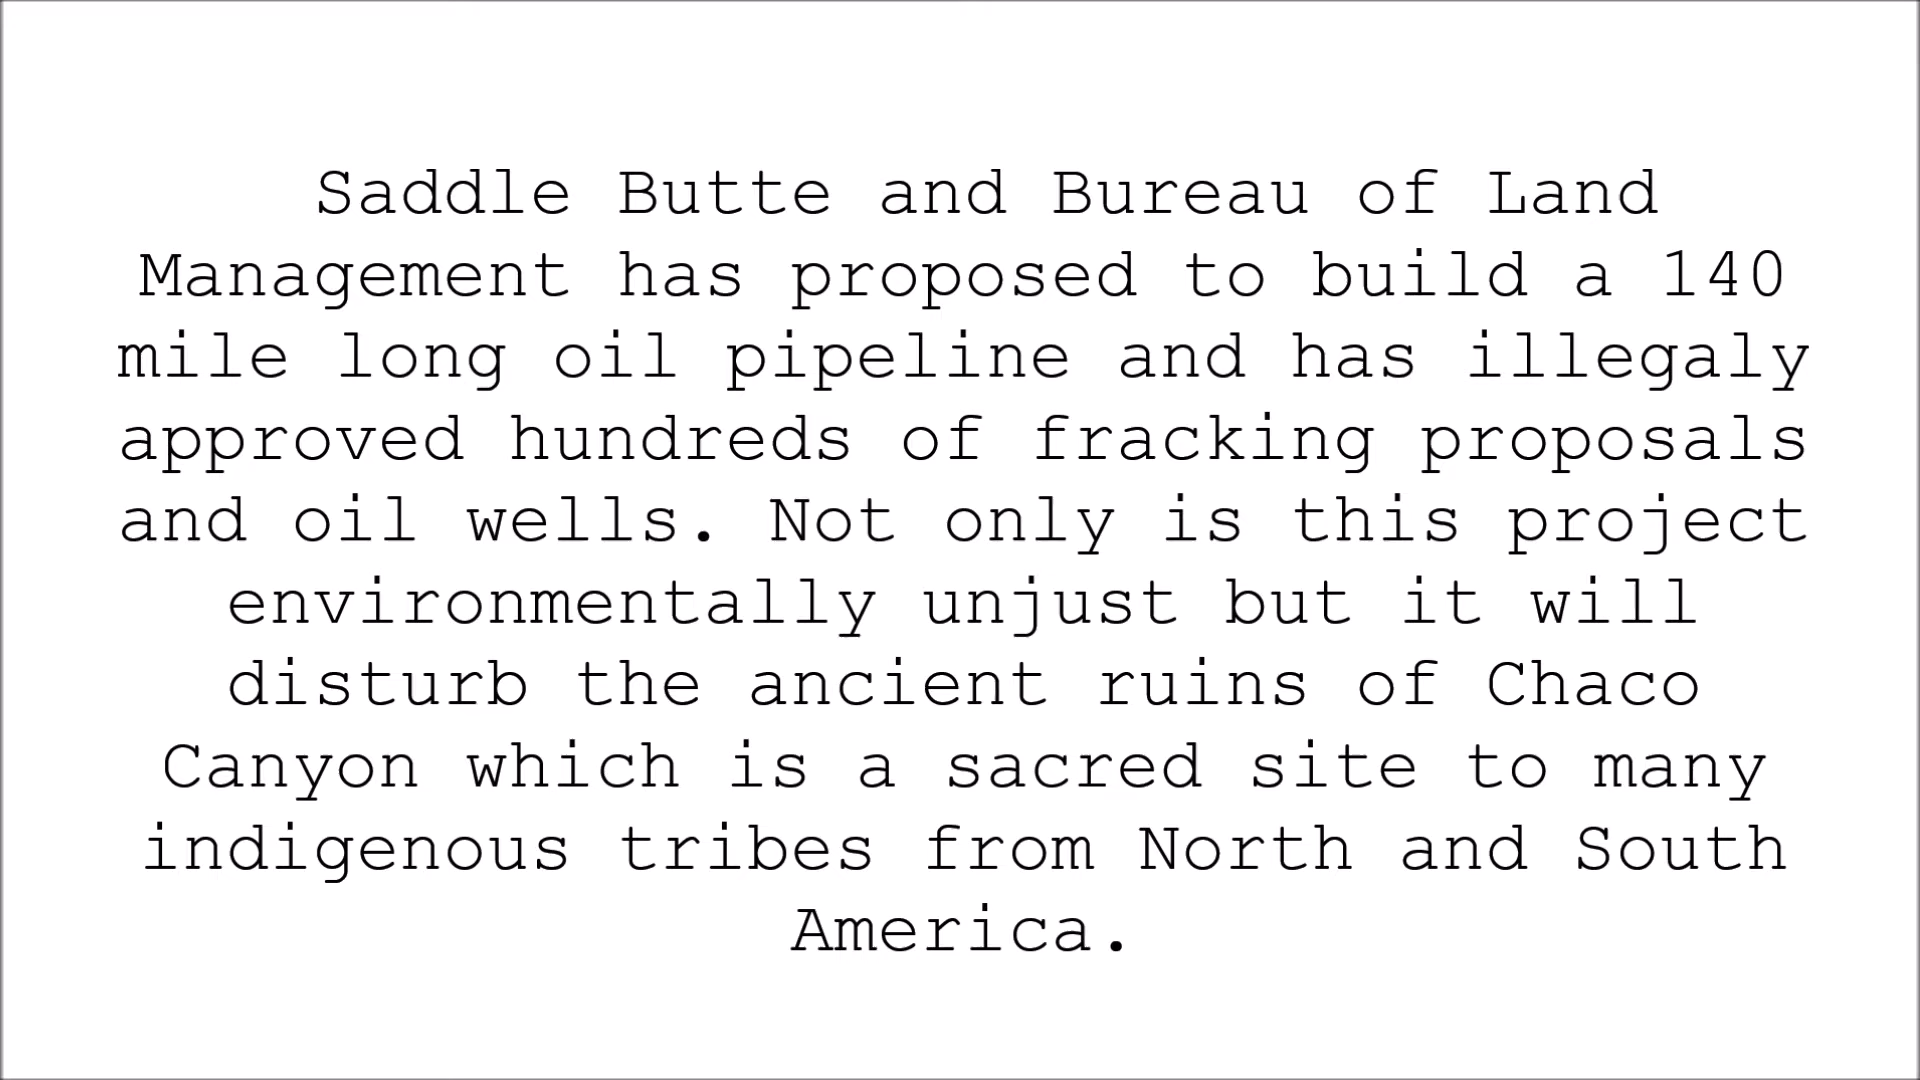 Saddle Butte and Bureau of Land
Management has proposed to build a 140
mile long oil pipeline and has illegaly
approved hundreds of fracking proposals
and oil wells. Not only is this project
environmentally unjust but it will
disturb the ancient ruins of Chaco
Canyon which is a sacred site to many
indigenous tribes from North and South
America.